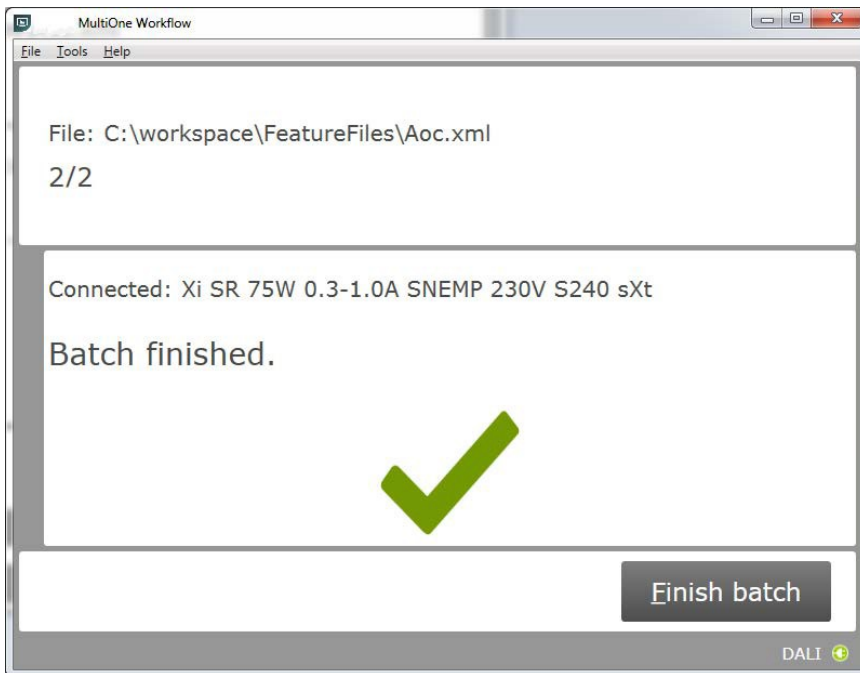 MultiOne Workflow
File Tools Help
File: C:\workspace\FeatureFiles\Aoc.xml
2/2
Connected: Xi SR 75W 0.3-1.0A SNEMP 230V S240 sXt
Batch finished.
Finish batch
DALI